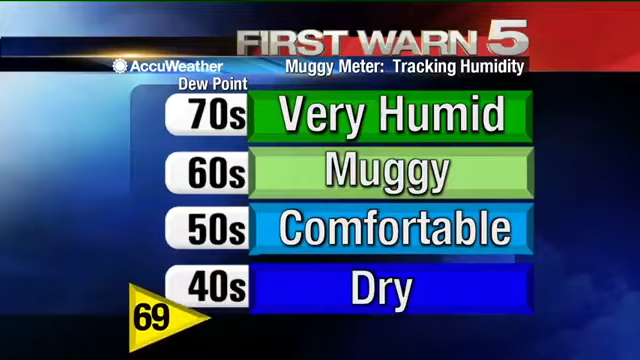 FIRST WARN 5
AccuWeather
Muggy Meter: Tracking Humidity
Dew Point
70s Very Humid
60s Muggy
50s Comfortable
40s Dry
69